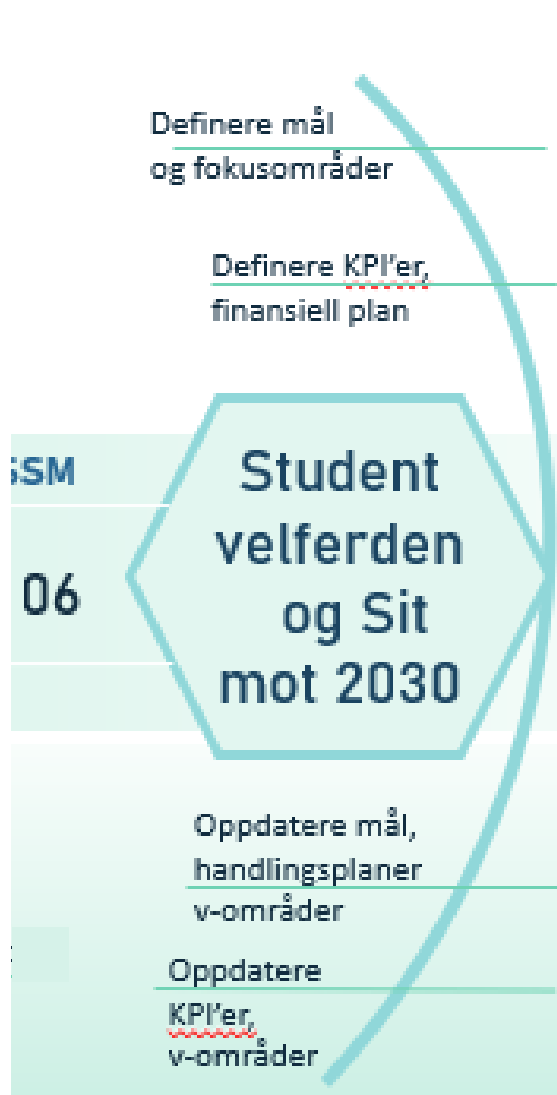 Definere mål
og fokusområder
Definere KPI'er,
finansiell plan
SSM
06
Student
velferden
og Sit
mot 2030
Oppdatere mål,
handlingsplaner
v-områder
Oppdatere
KPI'er,
v-områder